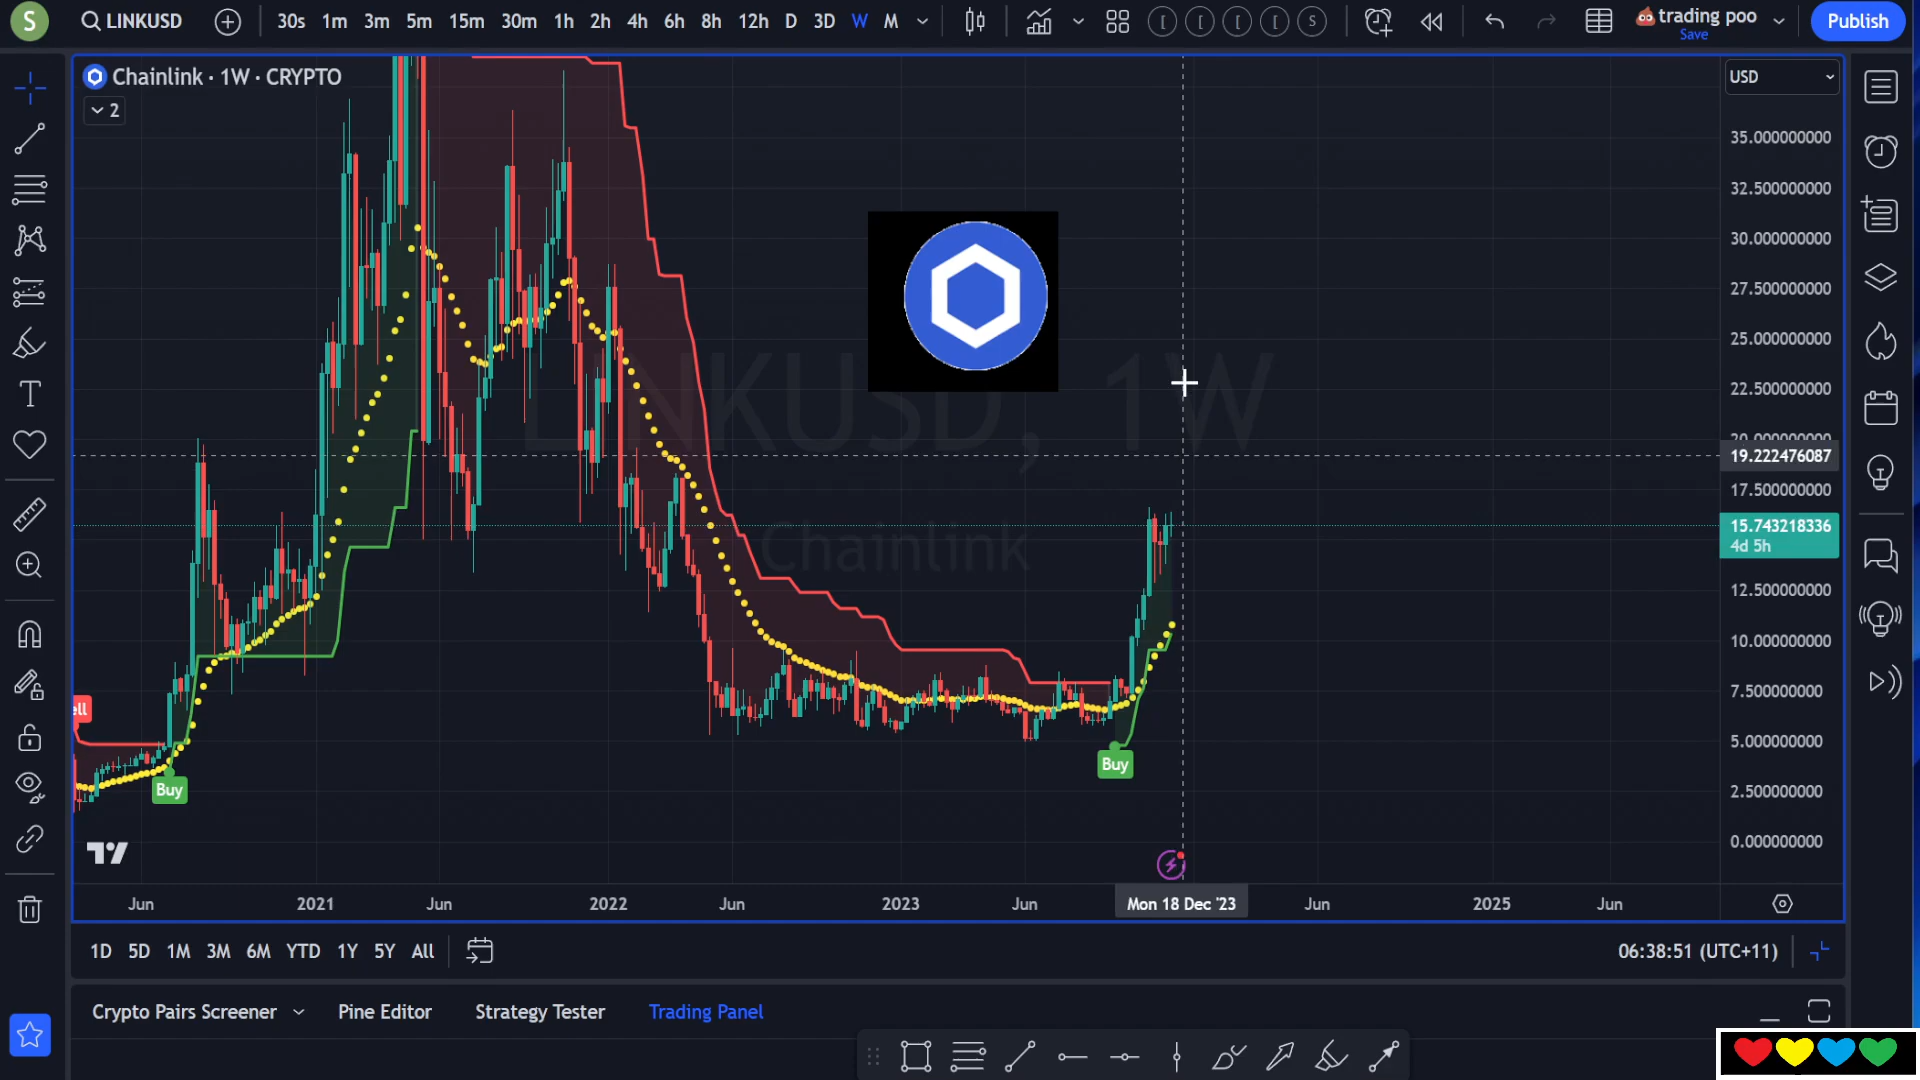 S
LINKUSD
30s 1m 3m 5m 15m 30m 1h 2h 4h 6h 8h 12h D 3D W M
[ [ [ [ S
trading poo
Save
Publish
Chainlink · 1W · CRYPTO
2
USD
35.000000000
32.500000000
30.000000000
27.500000000
25.000000000
22.500000000
20.000000000
19.222476087
17.500000000
15.743218336
4d 5h
12.500000000
10.000000000
7.500000000
5.000000000
2.500000000
0.000000000
LINKUSD, 1W
Chainlink
ell
Buy
Buy
Jun 2021 Jun 2022 Jun 2023 Jun Mon 18 Dec '23 Jun 2025 Jun
1D 5D 1M 3M 6M YTD 1Y 5Y All
06:38:51 (UTC+11)
Crypto Pairs Screener Pine Editor Strategy Tester Trading Panel